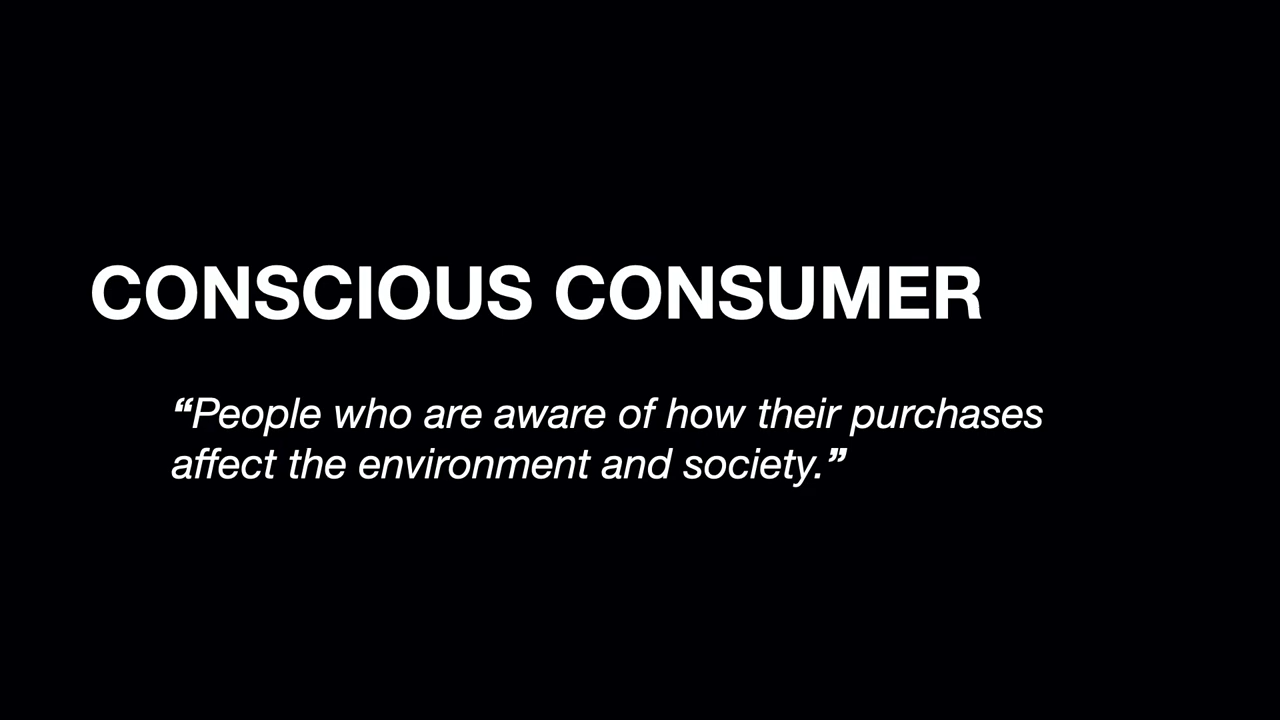 CONSCIOUS CONSUMER
“People who are aware of how their purchases
affect the environment and society.”